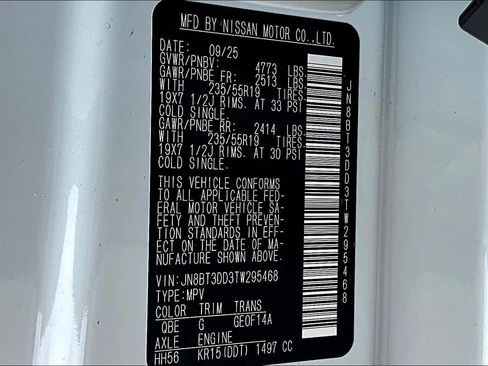 MFD BY NISSAN MOTOR CO.,LTD.
DATE: 09/25
GVWR/PNBV: 4773 LBS.
GAWR/PNBE FR: 2513 LBS.
WITH 235/55R19 TIRES
19X7 1/2J RIMS. AT 33 PSI
COLD SINGLE.
GAWR/PNBE RR: 2414 LBS.
WITH 235/55R19 TIRES
19X7 1/2J RIMS. AT 30 PSI
COLD SINGLE.
THIS VEHICLE CONFORMS
TO ALL APPLICABLE FED-
ERAL MOTOR VEHICLE SA-
FETY AND THEFT PREVEN-
TION STANDARDS IN EFF-
ECT ON THE DATE OF MA-
NUFACTURE SHOWN ABOVE.
VIN: JN8BT3DD3TW295468
TYPE: MPV
COLOR TRIM TRANS
QBE G GE0F14A
AXLE ENGINE
HH56 KR15(DDT) 1497 CC
JN8BT3DD3TW295468